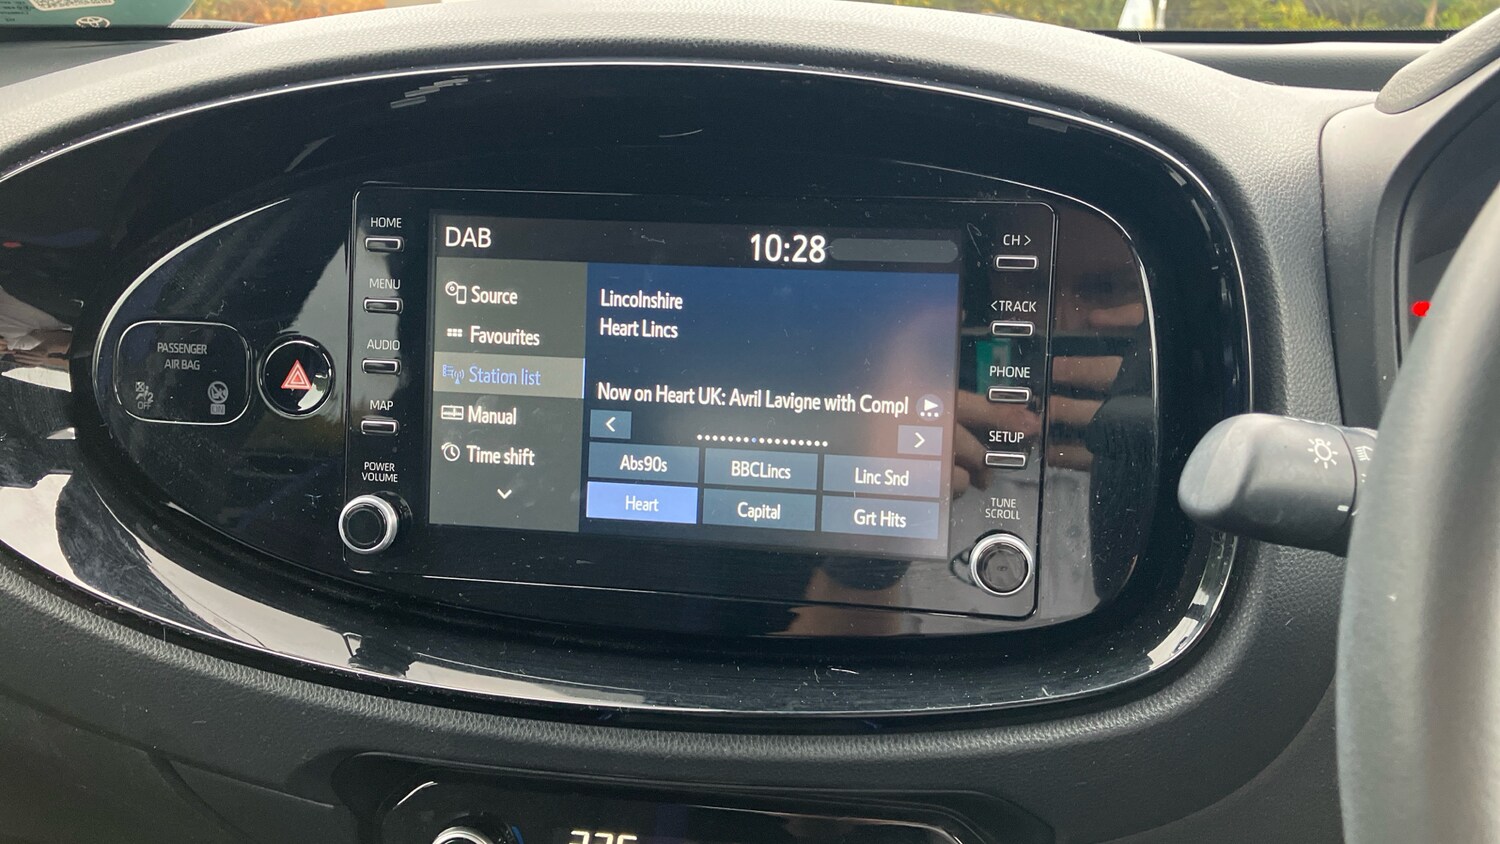 HOME
MENU
AUDIO
MAP
POWER
VOLUME
PASSENGER
AIR BAG
OFF
DAB
10:28
Source
Favourites
Station list
Manual
Time shift
Lincolnshire
Heart Lincs
Now on Heart UK: Avril Lavigne with Compl
<
>
Abs90s
BBCLincs
Linc Snd
Heart
Capital
Grt Hits
CH >
<TRACK
PHONE
SETUP
TUNE
SCROLL